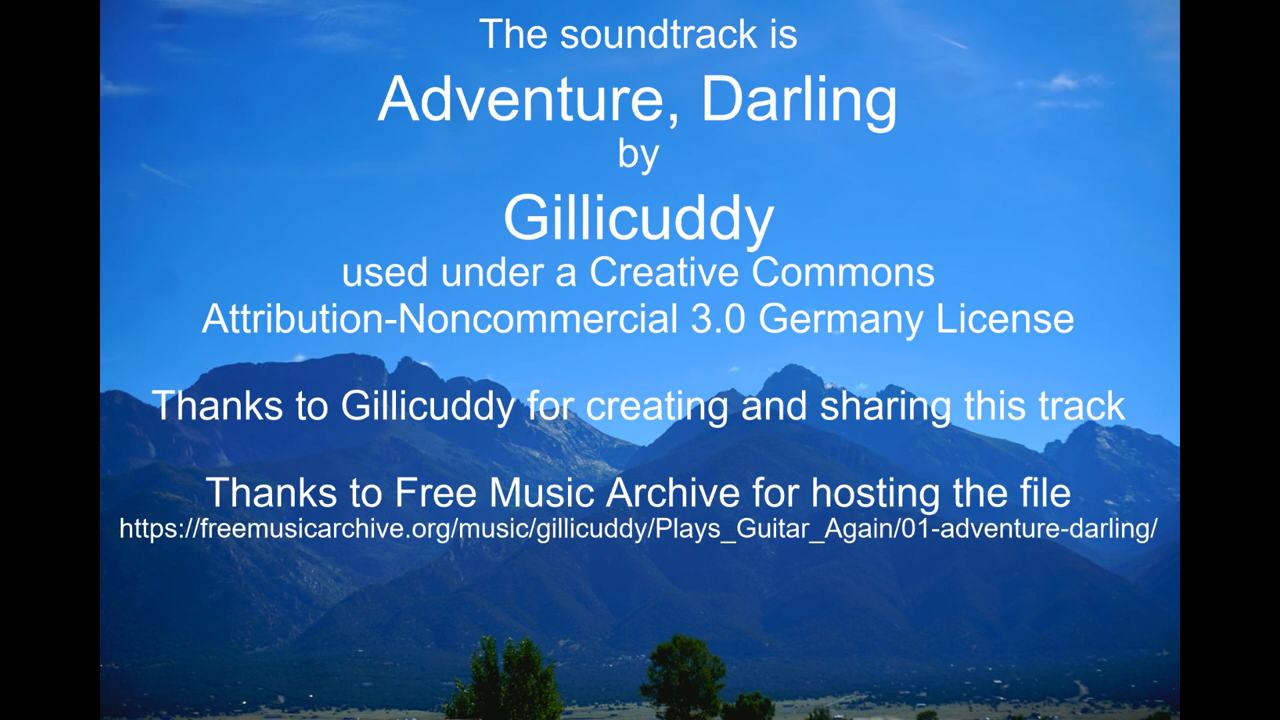 The soundtrack is
Adventure, Darling
by
Gillicuddy
used under a Creative Commons
Attribution-Noncommercial 3.0 Germany License
Thanks to Gillicuddy for creating and sharing this track
Thanks to Free Music Archive for hosting the file
https://freemusicarchive.org/music/gillicuddy/Plays_Guitar_Again/01-adventure-darling/